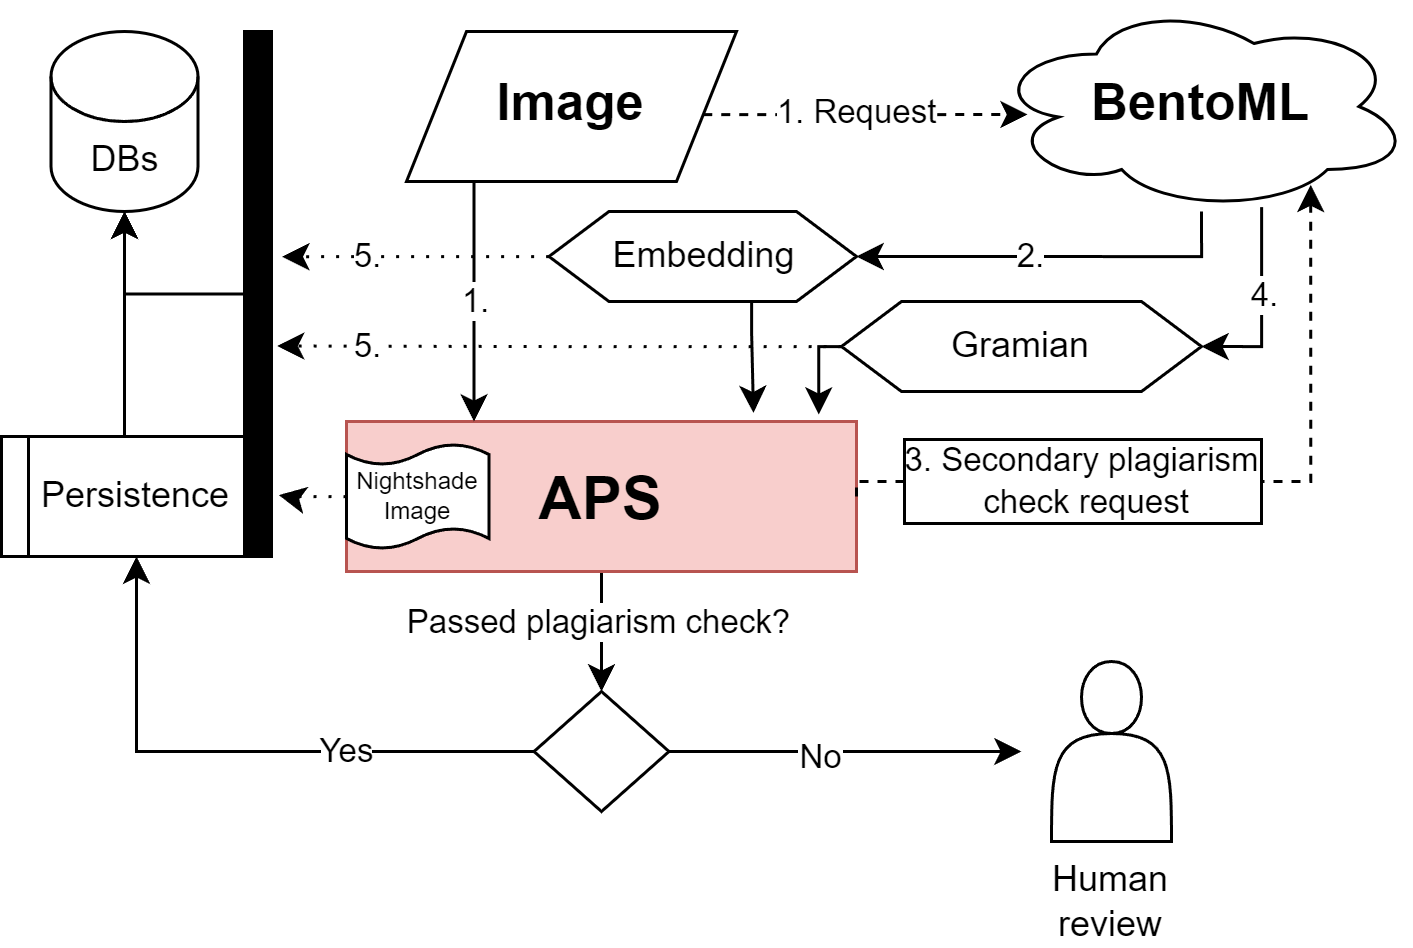 Image
1. Request
BentoML
DBs
5.
Embedding
2.
1.
4.
5.
Gramian
Persistence
Nightshade
Image
APS
3. Secondary plagiarism
check request
Passed plagiarism check?
Yes
No
Human
review